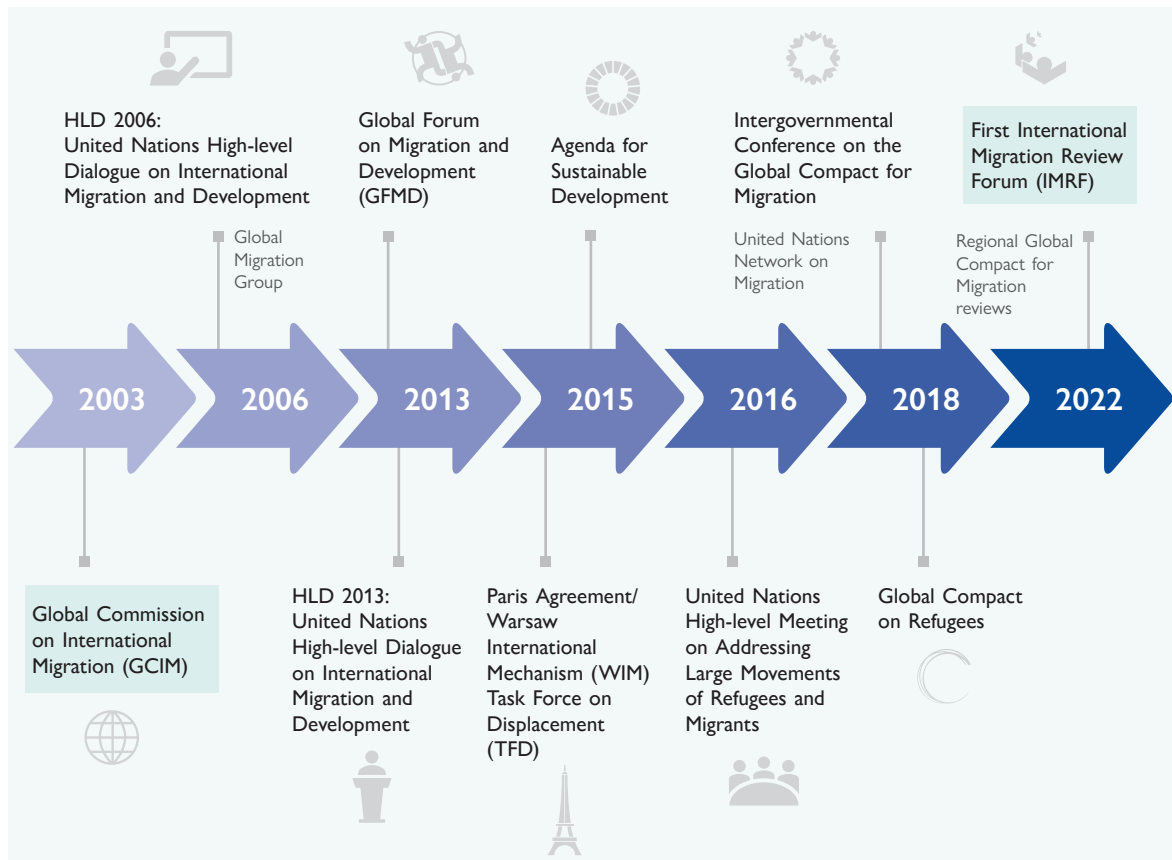 HLD 2006:
United Nations High-level
Dialogue on International
Migration and Development
Global
Migration
Group
Global Forum
on Migration and
Development
(GFMD)
Agenda for
Sustainable
Development
Intergovernmental
Conference on the
Global Compact for
Migration
United Nations
Network on
Migration
First International
Migration Review
Forum (IMRF)
Regional Global
Compact for
Migration
reviews
2003
2006
2013
2015
2016
2018
2022
Global Commission
on International
Migration (GCIM)
HLD 2013:
United Nations
High-level Dialogue
on International
Migration and
Development
Paris Agreement/
Warsaw
International
Mechanism (WIM)
Task Force on
Displacement
(TFD)
United Nations
High-level Meeting
on Addressing
Large Movements
of Refugees and
Migrants
Global Compact
on Refugees